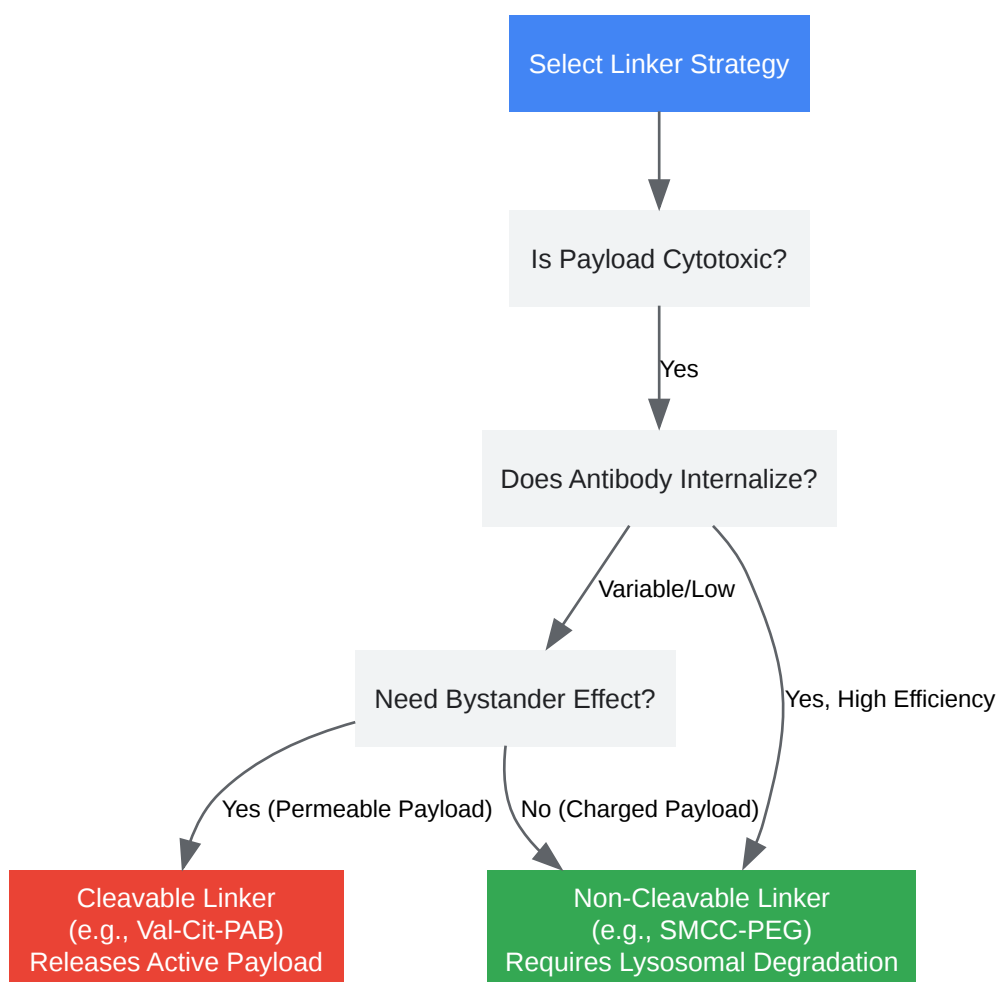 Select Linker Strategy
Is Payload Cytotoxic?
Yes
Does Antibody Internalize?
Variable/Low
Need Bystander Effect?
Yes, High Efficiency
Yes (Permeable Payload)
No (Charged Payload)
Cleavable Linker
(e.g., Val-Cit-PAB)
Releases Active Payload
Non-Cleavable Linker
(e.g., SMCC-PEG)
Requires Lysosomal Degradation